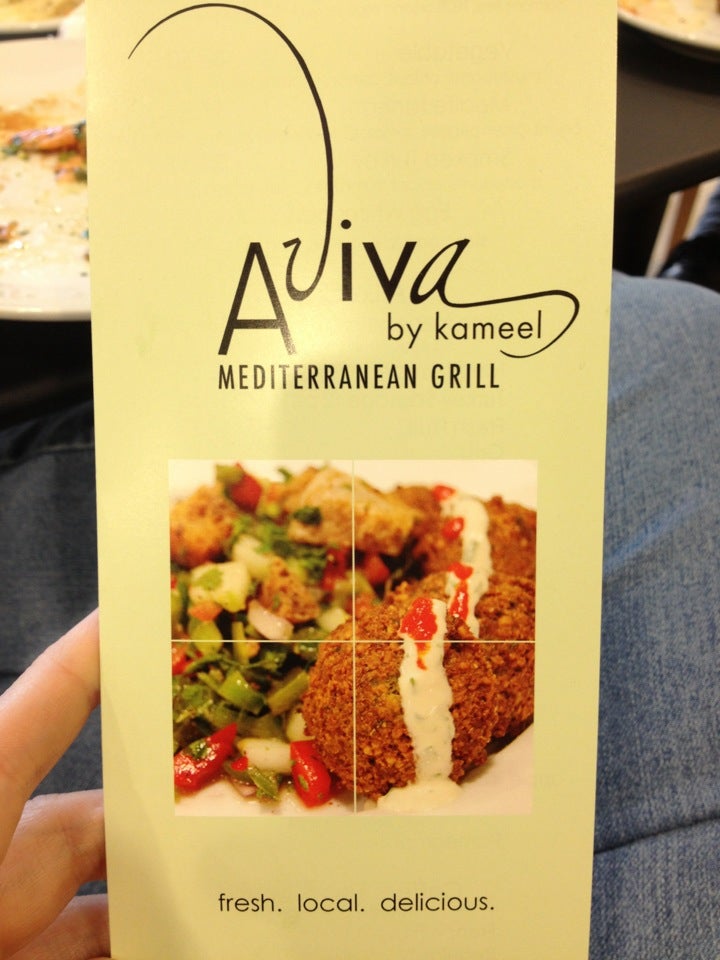 Aviva
by kameel
MEDITERRANEAN GRILL
fresh. local. delicious.